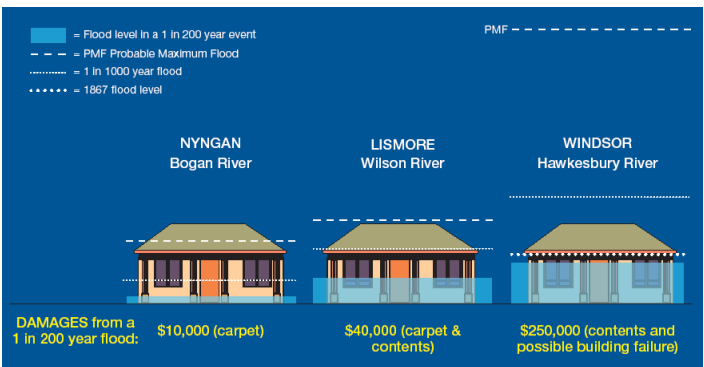 PMF
= Flood level in a 1 in 200 year event
= PMF Probable Maximum Flood
= 1 in 1000 year flood
= 1867 flood level
NYNGAN
Bogan River
LISMORE
Wilson River
WINDSOR
Hawkesbury River
DAMAGES from a
1 in 200 year flood:
$10,000 (carpet)
$40,000 (carpet &
contents)
$250,000 (contents and
possible building failure)